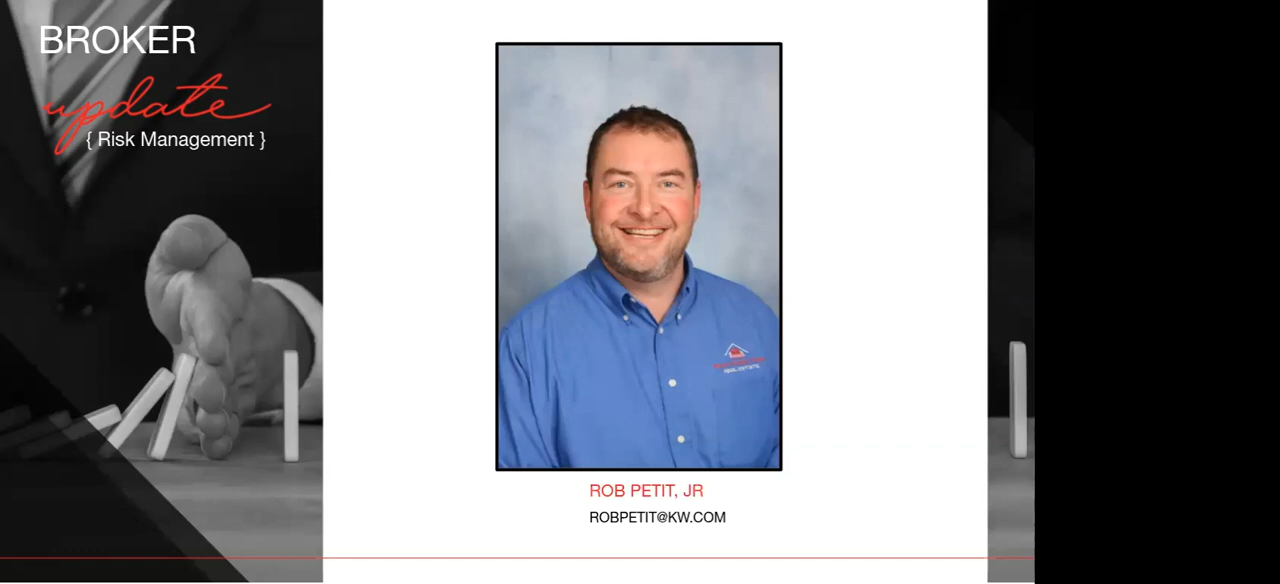 BROKER
update
{ Risk Management }
ROB PETIT, JR
ROBPETIT@KW.COM